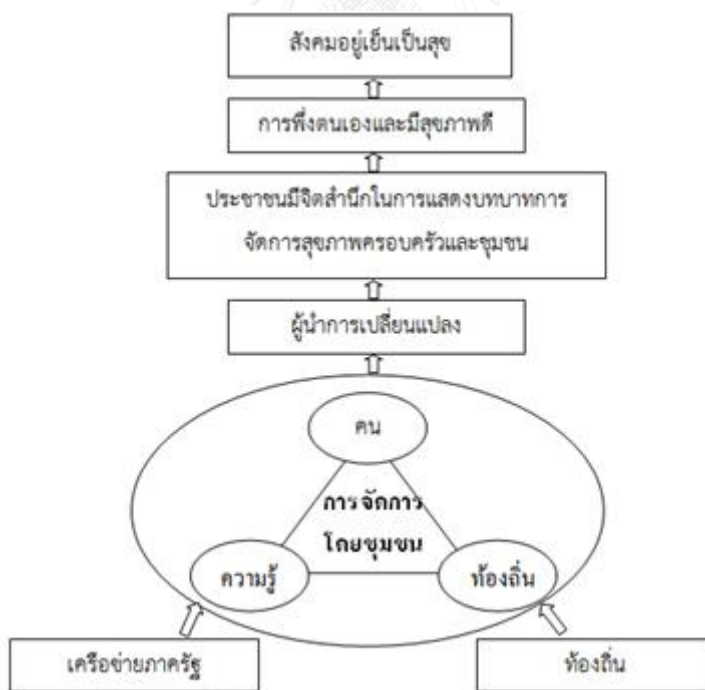 สังคมอยู่เย็นเป็นสุข
การพึ่งตนเองและมีสุขภาพดี
ประชาชนมีจิตสำนึกในการแสดงบทบาทการ
จัดการสุขภาพครอบครัวและชุมชน
ผู้นำการเปลี่ยนแปลง
คน
การจัดการ
โดยชุมชน
ความรู้
ท้องถิ่น
เครือข่ายภาครัฐ
ท้องถิ่น